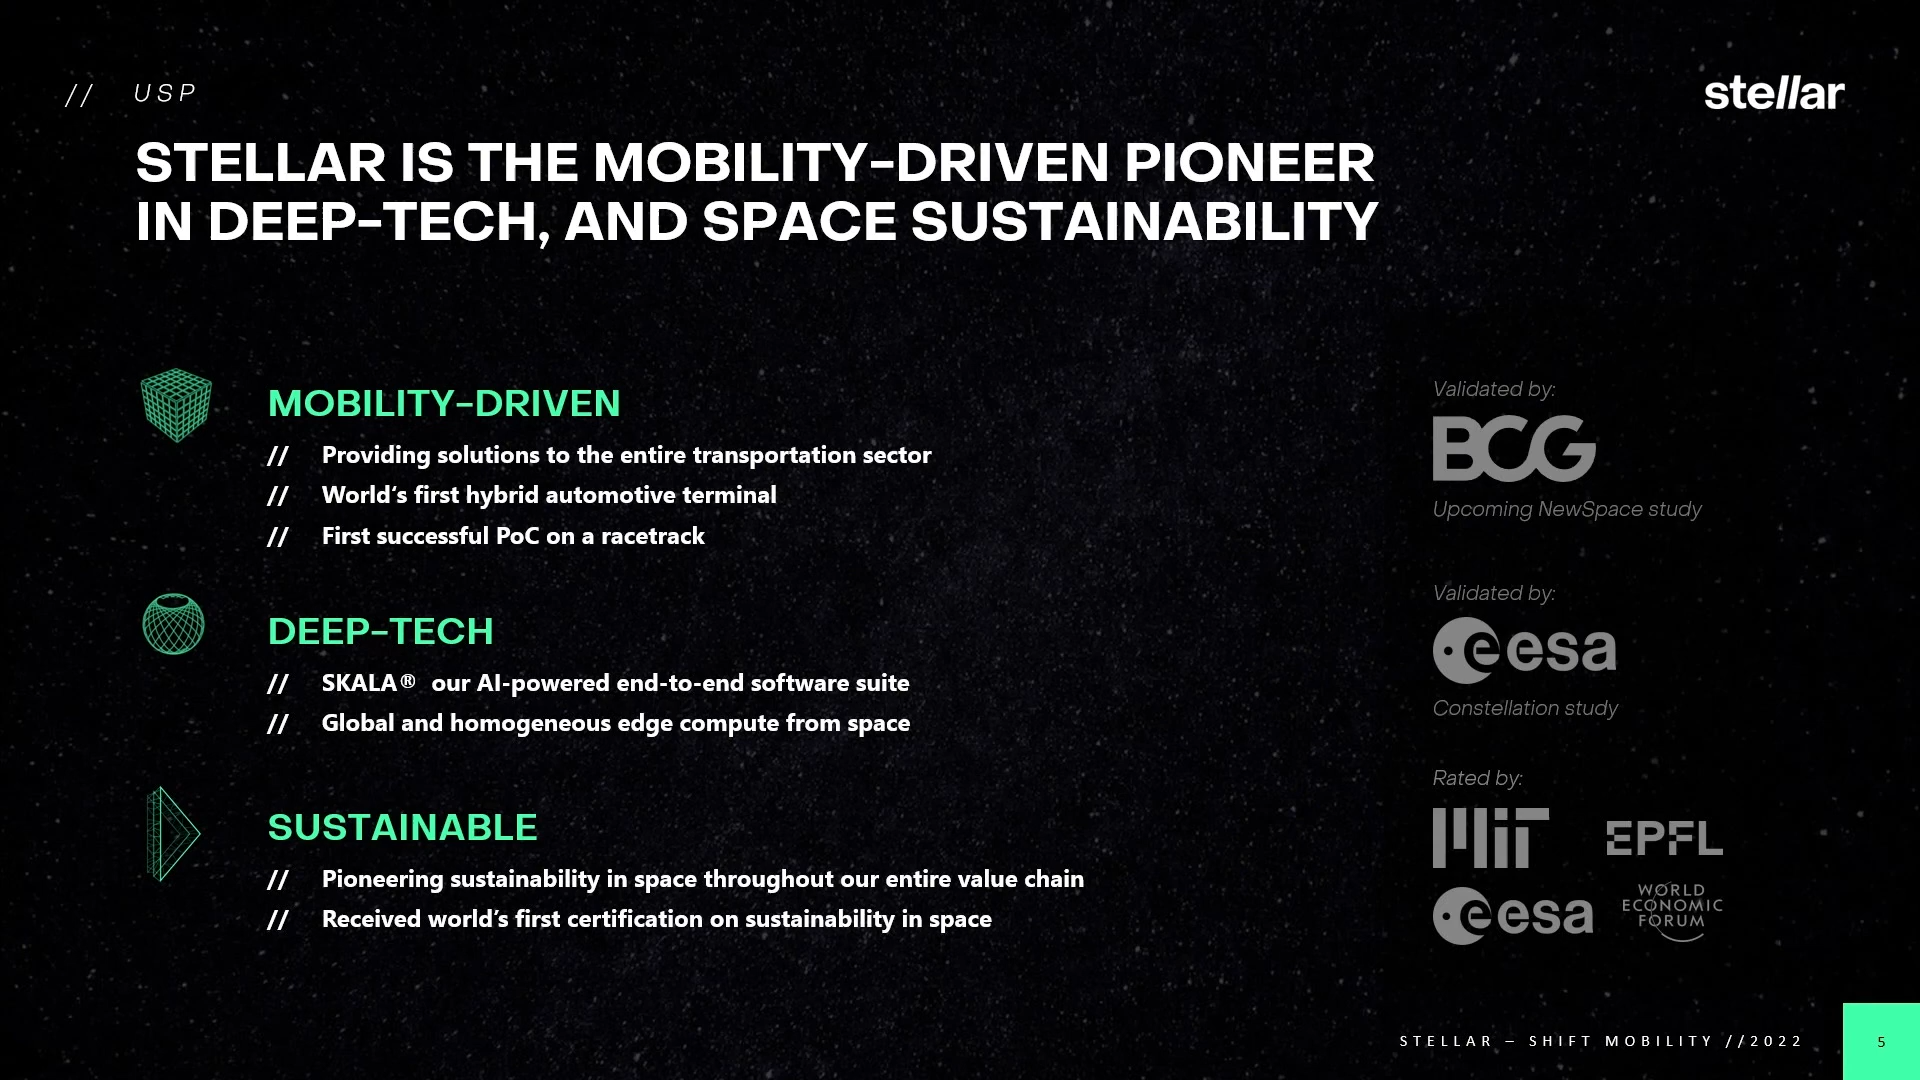 // USP
stellar
STELLAR IS THE MOBILITY-DRIVEN PIONEER
IN DEEP-TECH, AND SPACE SUSTAINABILITY
MOBILITY-DRIVEN
// Providing solutions to the entire transportation sector
// World‘s first hybrid automotive terminal
// First successful PoC on a racetrack
Validated by:
BCG
Upcoming NewSpace study
DEEP-TECH
// SKALA® our AI-powered end-to-end software suite
// Global and homogeneous edge compute from space
Validated by:
esa
Constellation study
SUSTAINABLE
// Pioneering sustainability in space throughout our entire value chain
// Received world’s first certification on sustainability in space
Rated by:
MIT
EPFL
esa
WORLD
ECONOMIC
FORUM
STELLAR – SHIFT MOBILITY //2022
5